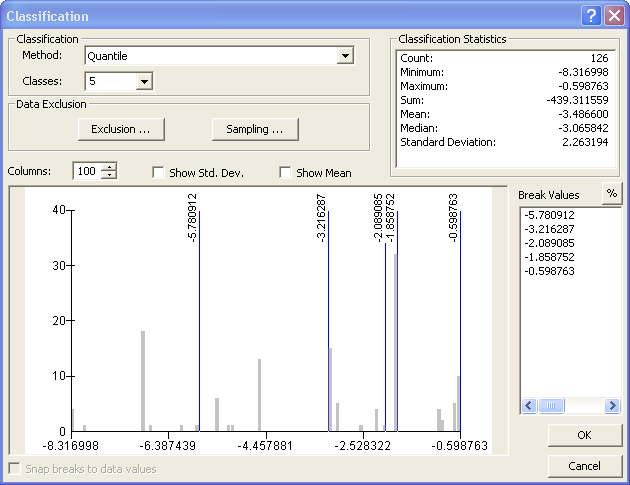 Classification
Classification
Method: Quantile
Classes: 5
Data Exclusion
Exclusion ... Sampling ...
Classification Statistics
Count: 126
Minimum: -8.316998
Maximum: -0.598763
Sum: -439.311559
Mean: -3.486600
Median: -3.065842
Standard Deviation: 2.263194
Columns: 100 Show Std. Dev. Show Mean
Break Values %
-5.780912
-3.216287
-2.089085
-1.858752
-0.598763
-5.780912 -3.216287 -2.089085 -1.858752 -0.598763
40
30
20
10
0
-8.316998 -6.387439 -4.457881 -2.528322 -0.598763
Snap breaks to data values
OK
Cancel